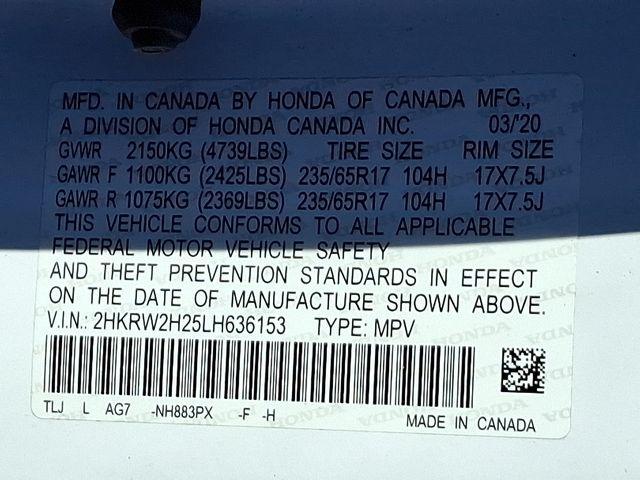 MFD. IN CANADA BY HONDA OF CANADA MFG.,
A DIVISION OF HONDA CANADA INC. 03/'20
GVWR 2150KG (4739LBS) TIRE SIZE RIM SIZE
GAWR F 1100KG (2425LBS) 235/65R17 104H 17X7.5J
GAWR R 1075KG (2369LBS) 235/65R17 104H 17X7.5J
THIS VEHICLE CONFORMS TO ALL APPLICABLE
FEDERAL MOTOR VEHICLE SAFETY
AND THEFT PREVENTION STANDARDS IN EFFECT
ON THE DATE OF MANUFACTURE SHOWN ABOVE.
V.I.N.: 2HKRW2H25LH636153 TYPE: MPV
TLJ L AG7 -NH883PX -F -H
MADE IN CANADA